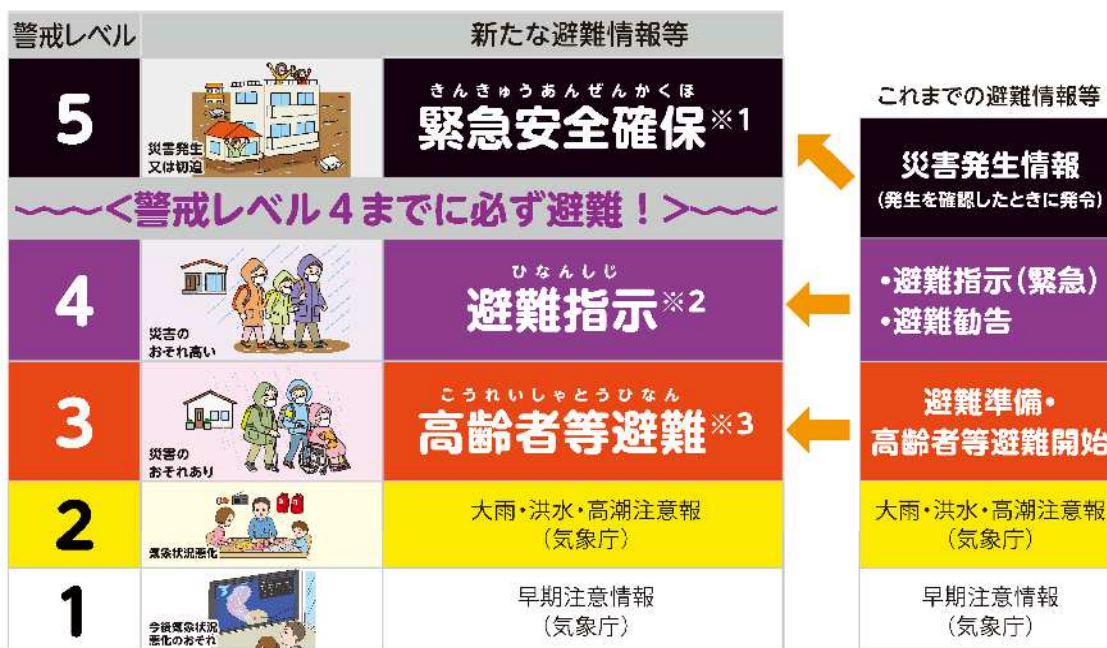 警戒レベル
新たな避難情報等
5
災害発生
又は切迫
きんきゅうあんぜんかくほ
緊急安全確保※1
<警戒レベル4までに必ず避難!>
4
災害の
おそれ高い
ひなんしじ
避難指示※2
3
災害の
おそれあり
こうれいしゃとうひなん
高齢者等避難※3
2
気象状況悪化
大雨・洪水・高潮注意報
(気象庁)
1
今後気象状況
悪化のおそれ
早期注意情報
(気象庁)
これまでの避難情報等
災害発生情報
(発生を確認したときに発令)
・避難指示(緊急)
・避難勧告
避難準備・
高齢者等避難開始
大雨・洪水・高潮注意報
(気象庁)
早期注意情報
(気象庁)